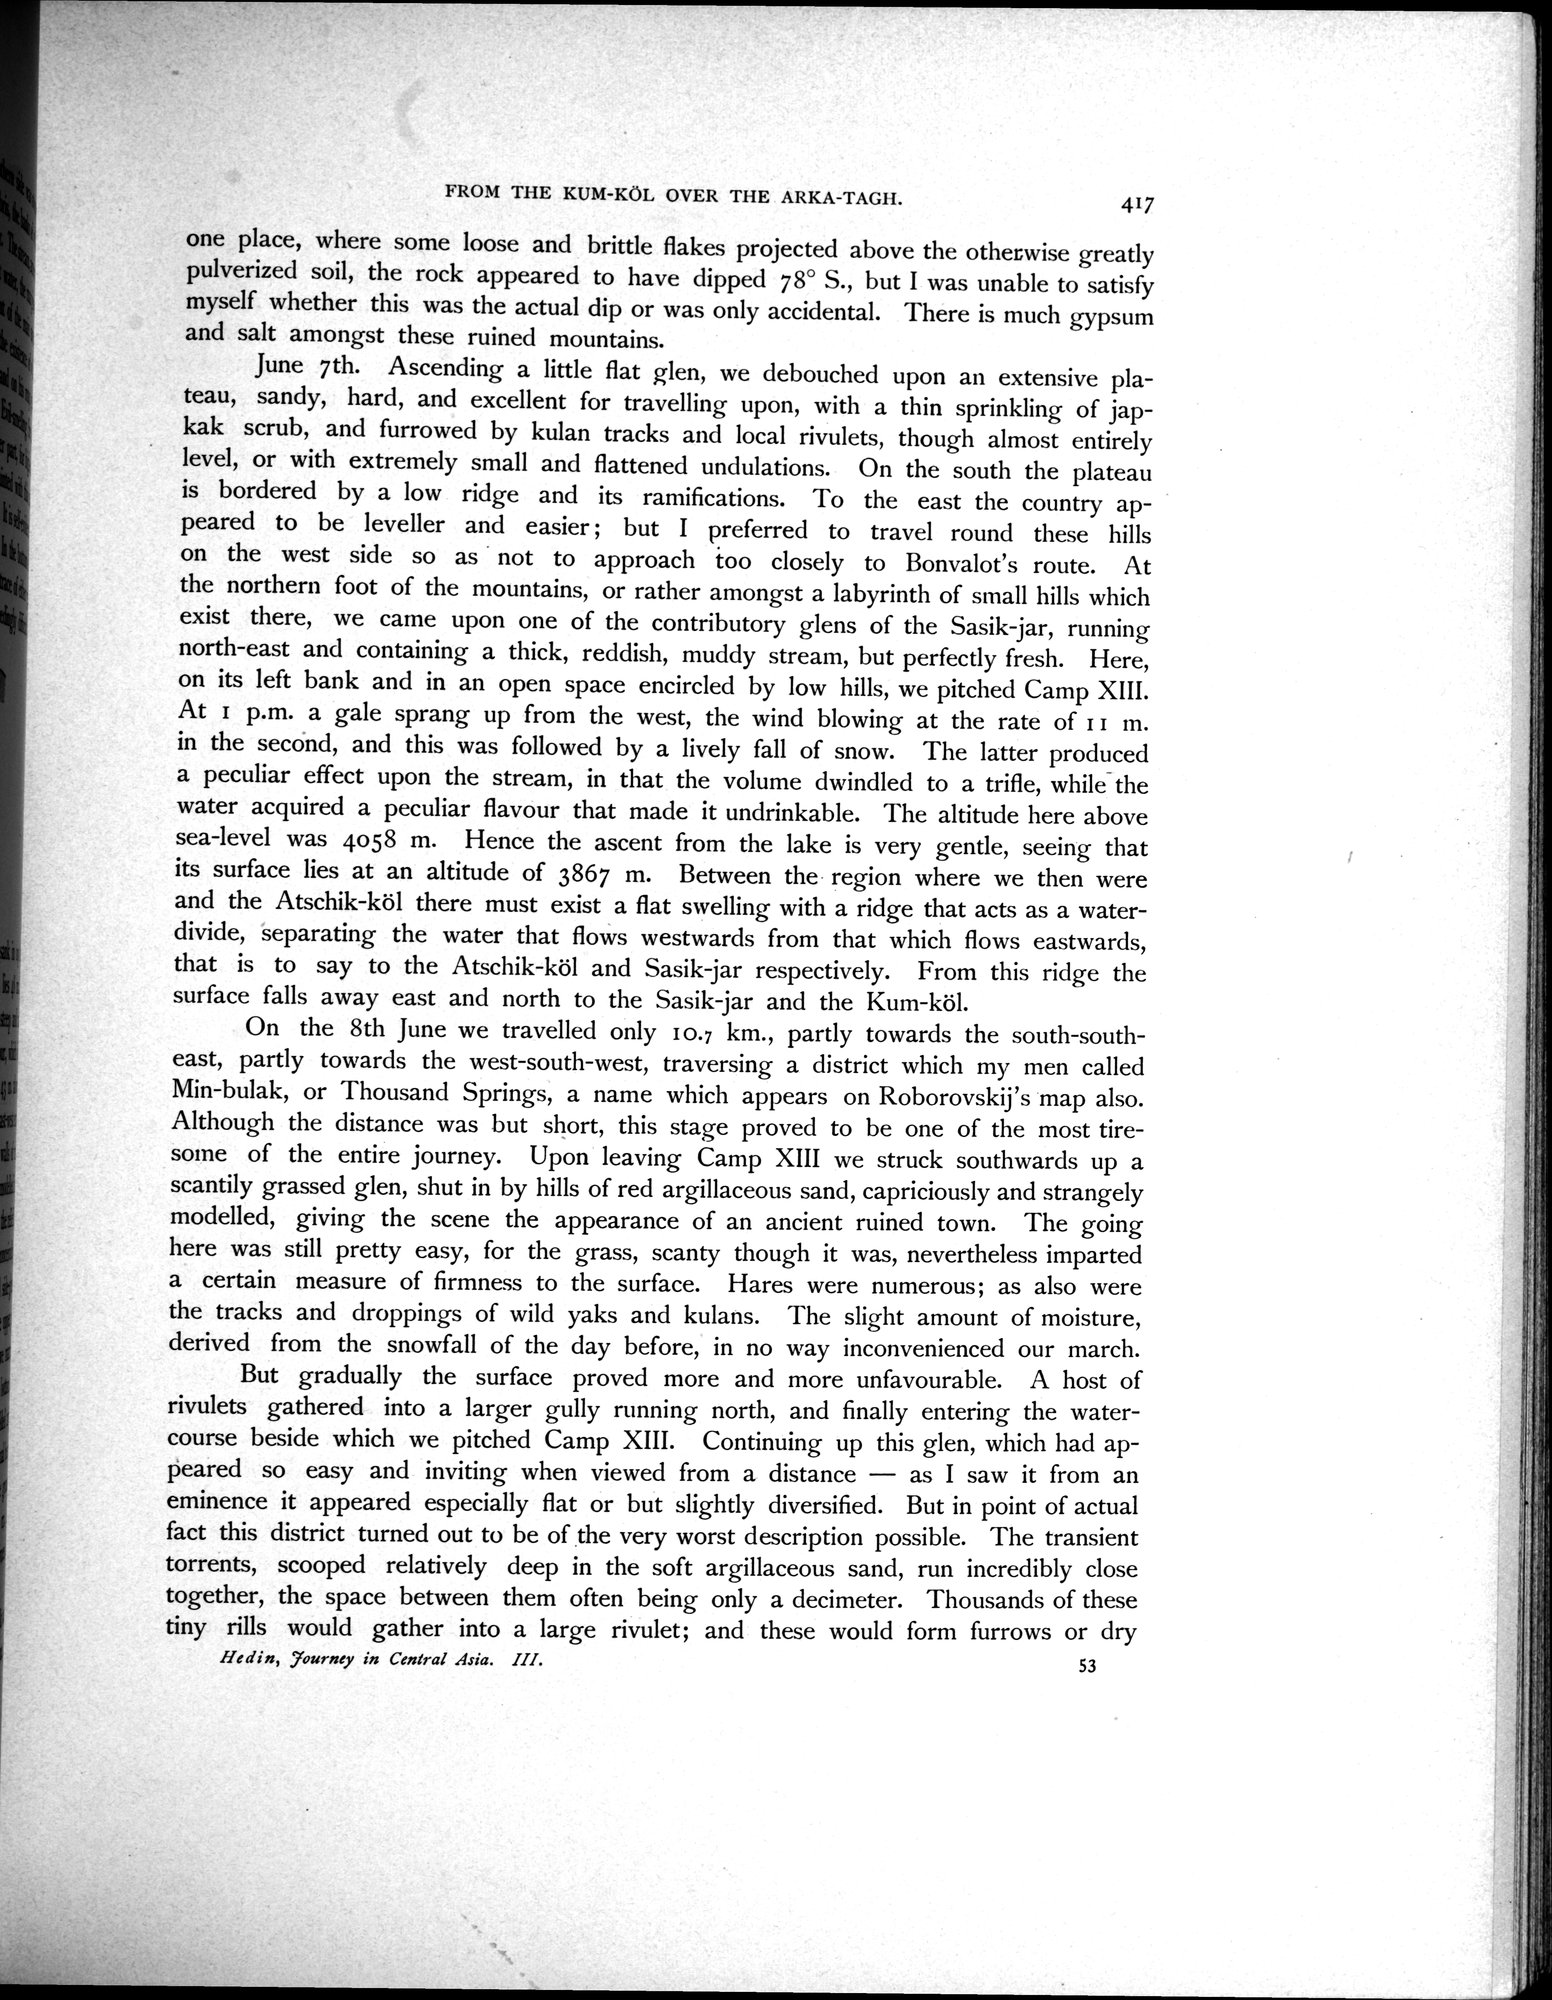 FROM THE KUM-KÖL OVER THE ARKA-TAGH.
417
one place, where some loose and brittle flakes projected above the otherwise greatly
pulverized soil, the rock appeared to have dipped 78° S., but I was unable to satisfy
myself whether this was the actual dip or was only accidental. There is much gypsum
and salt amongst these ruined mountains.
June 7th. Ascending a little flat glen, we debouched upon an extensive pla-
teau, sandy, hard, and excellent for travelling upon, with a thin sprinkling of jap-
kak scrub, and furrowed by kulan tracks and local rivulets, though almost entirely
level, or with extremely small and flattened undulations. On the south the plateau
is bordered by a low ridge and its ramifications. To the east the country ap-
peared to be leveller and easier; but I preferred to travel round these hills
on the west side so as not to approach too closely to Bonvalot's route. At
the northern foot of the mountains, or rather amongst a labyrinth of small hills which
exist there, we came upon one of the contributory glens of the Sasik-jar, running
north-east and containing a thick, reddish, muddy stream, but perfectly fresh. Here,
on its left bank and in an open space encircled by low hills, we pitched Camp XIII.
At 1 p.m. a gale sprang up from the west, the wind blowing at the rate of 11 m.
in the second, and this was followed by a lively fall of snow. The latter produced
a peculiar effect upon the stream, in that the volume dwindled to a trifle, while the
water acquired a peculiar flavour that made it undrinkable. The altitude here above
sea-level was 4058 m. Hence the ascent from the lake is very gentle, seeing that
its surface lies at an altitude of 3867 m. Between the region where we then were
and the Atschik-köl there must exist a flat swelling with a ridge that acts as a water-
divide, separating the water that flows westwards from that which flows eastwards,
that is to say to the Atschik-köl and Sasik-jar respectively. From this ridge the
surface falls away east and north to the Sasik-jar and the Kum-köl.
On the 8th June we travelled only 10.7 km., partly towards the south-south-
east, partly towards the west-south-west, traversing a district which my men called
Min-bulak, or Thousand Springs, a name which appears on Roborovskij's map also.
Although the distance was but short, this stage proved to be one of the most tire-
some of the entire journey. Upon leaving Camp XIII we struck southwards up a
scantily grassed glen, shut in by hills of red argillaceous sand, capriciously and strangely
modelled, giving the scene the appearance of an ancient ruined town. The going
here was still pretty easy, for the grass, scanty though it was, nevertheless imparted
a certain measure of firmness to the surface. Hares were numerous; as also were
the tracks and droppings of wild yaks and kulans. The slight amount of moisture,
derived from the snowfall of the day before, in no way inconvenienced our march.
But gradually the surface proved more and more unfavourable. A host of
rivulets gathered into a larger gully running north, and finally entering the water-
course beside which we pitched Camp XIII. Continuing up this glen, which had ap-
peared so easy and inviting when viewed from a distance — as I saw it from an
eminence it appeared especially flat or but slightly diversified. But in point of actual
fact this district turned out to be of the very worst description possible. The transient
torrents, scooped relatively deep in the soft argillaceous sand, run incredibly close
together, the space between them often being only a decimeter. Thousands of these
tiny rills would gather into a large rivulet; and these would form furrows or dry
Hedin, Journey in Central Asia. III.
53